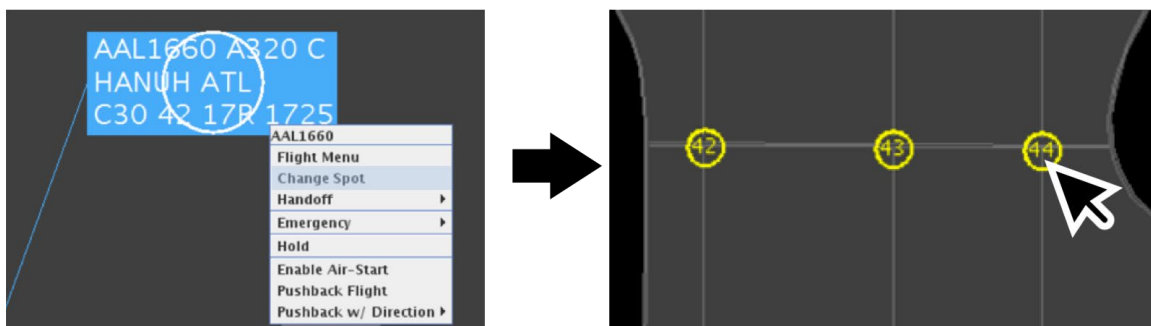 AAL1660 A320 C
HANUH ATL
C30 42 17R 1725
AAL1660
Flight Menu
Change Spot
Handoff
Emergency
Hold
Enable Air-Start
Pushback Flight
Pushback w/ Direction
42 43 44